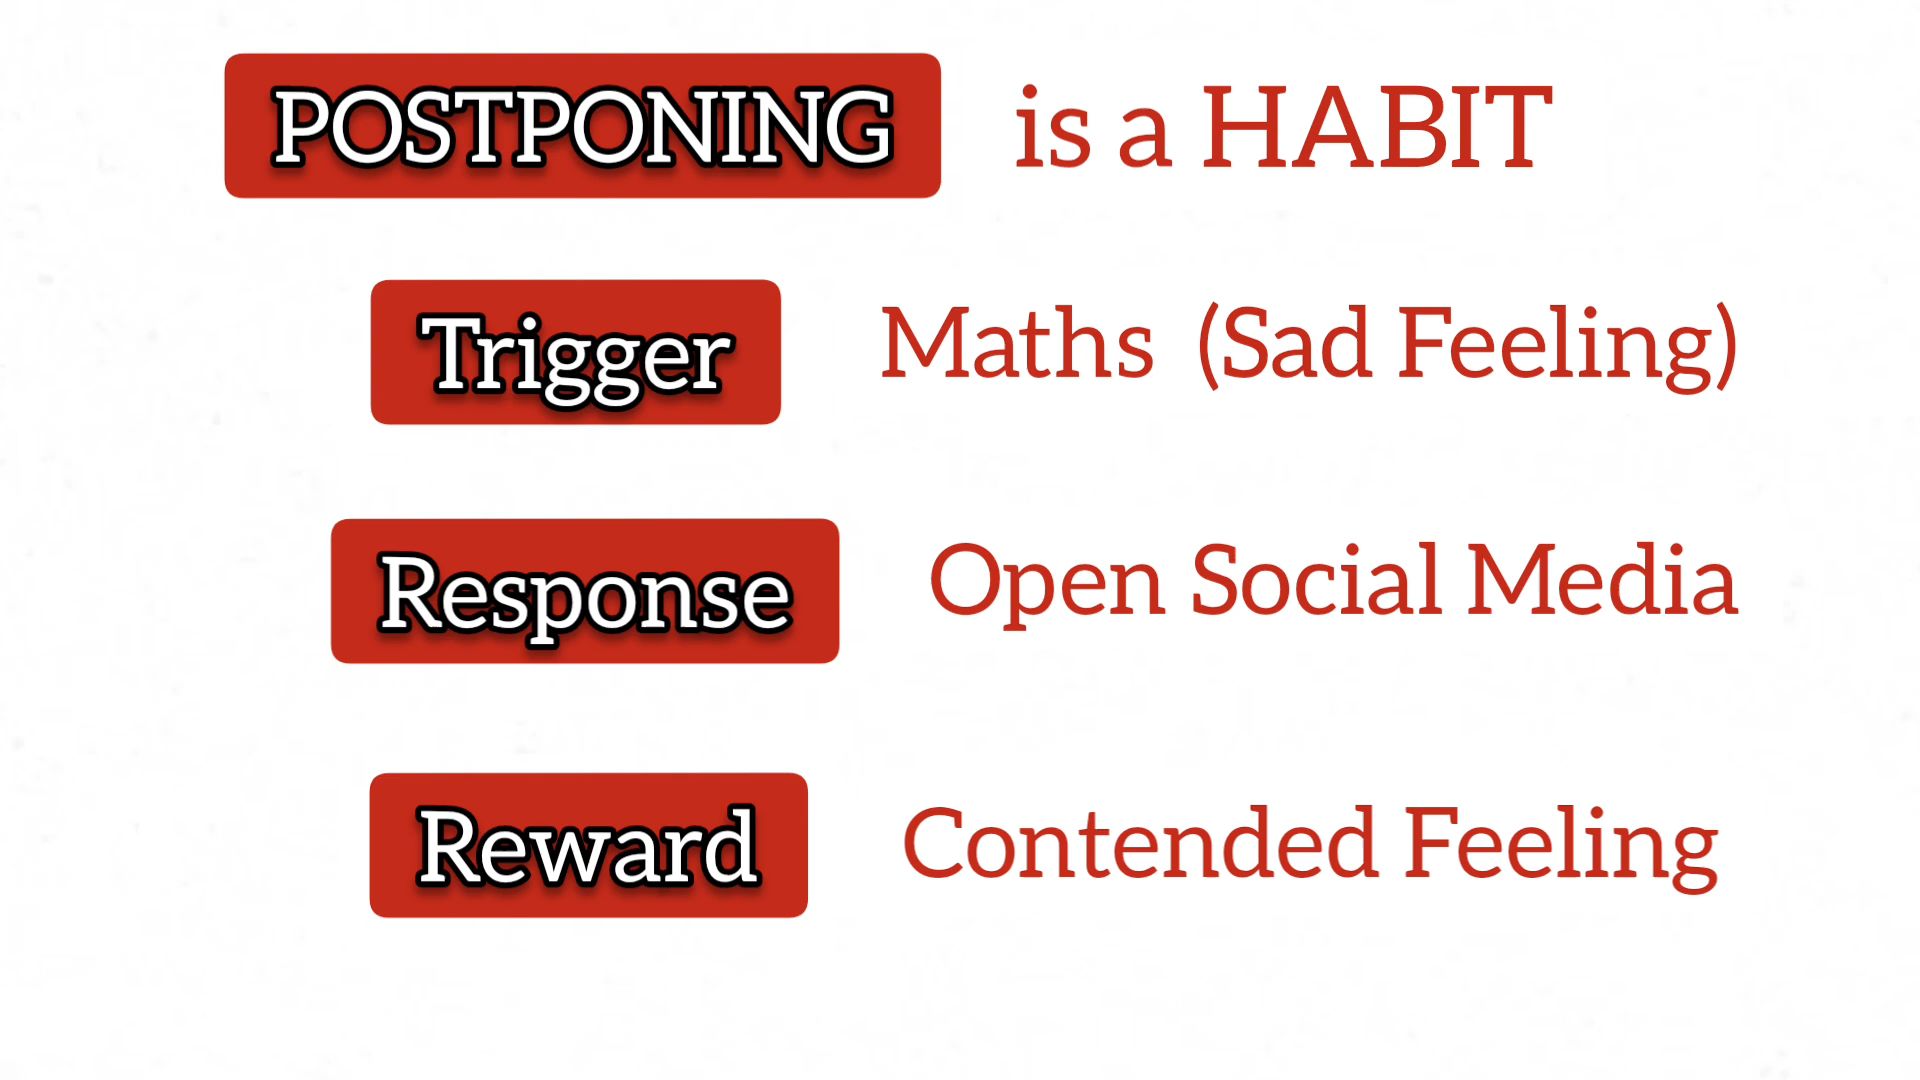 POSTPONING is a HABIT
Trigger Maths (Sad Feeling)
Response Open Social Media
Reward Contended Feeling